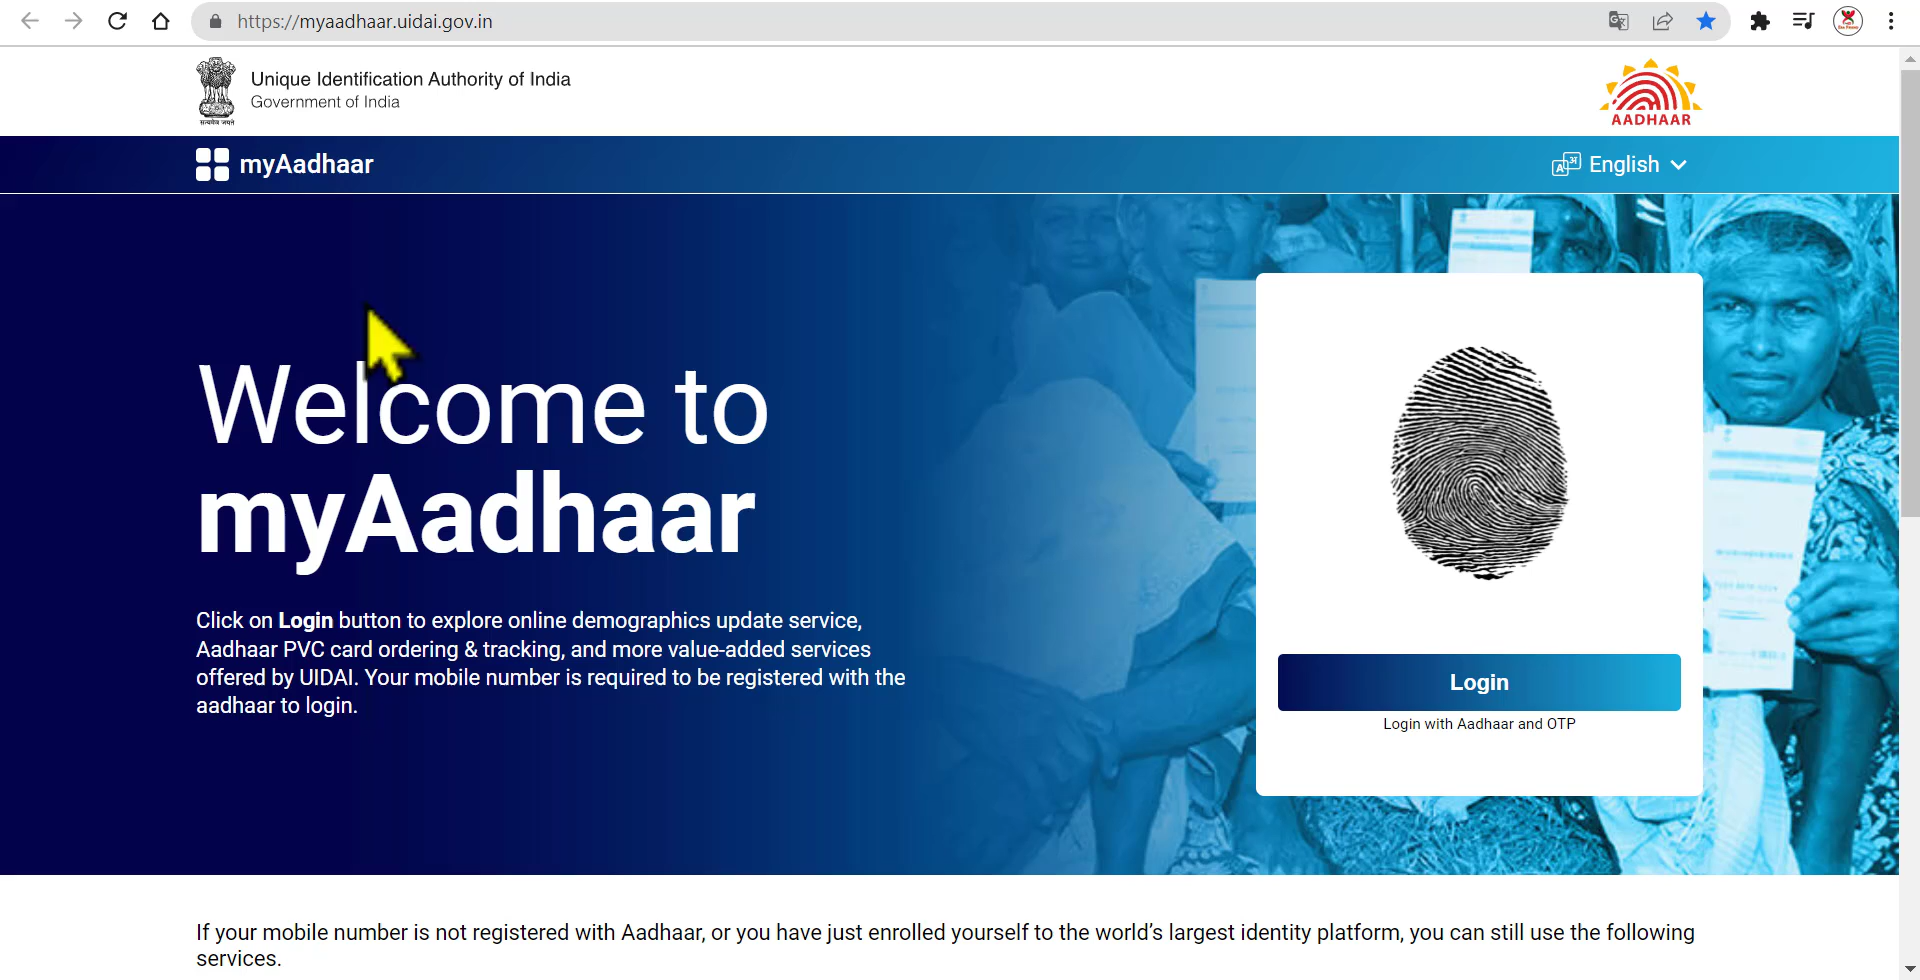 https://myaadhaar.uidai.gov.in
Unique Identification Authority of India
Government of India
सत्यमेव जयते
AADHAAR
myAadhaar
English
Welcome to
myAadhaar
Click on Login button to explore online demographics update service,
Aadhaar PVC card ordering & tracking, and more value-added services
offered by UIDAI. Your mobile number is required to be registered with the
aadhaar to login.
Login
Login with Aadhaar and OTP
If your mobile number is not registered with Aadhaar, or you have just enrolled yourself to the world’s largest identity platform, you can still use the following
services.